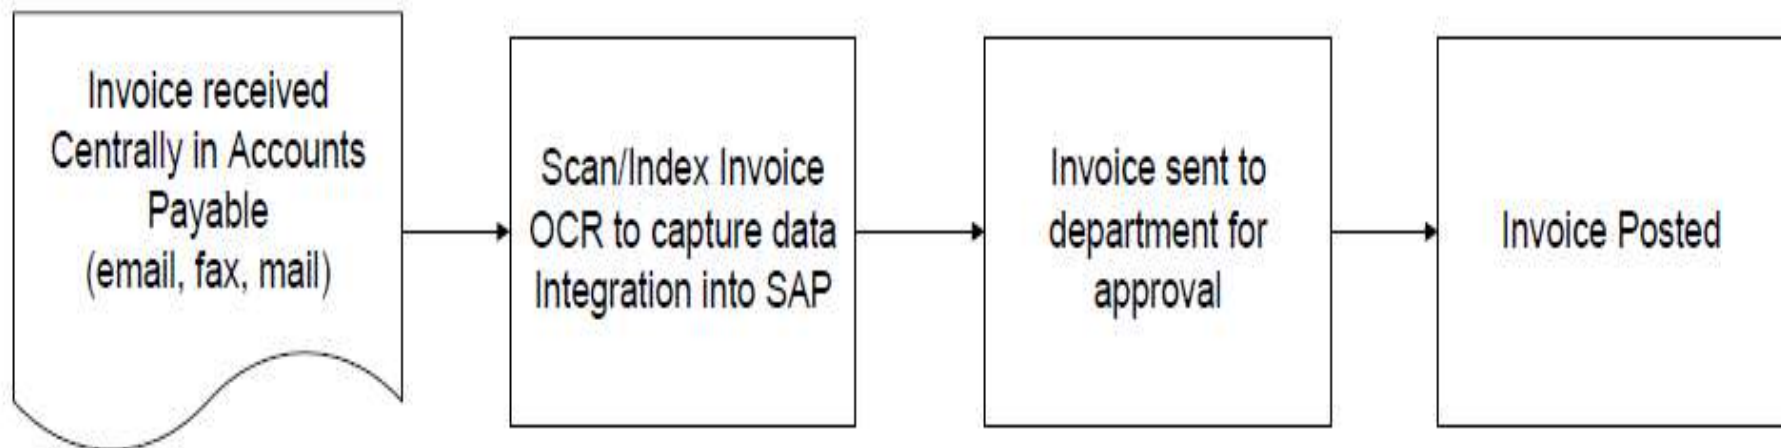 Invoice received
Centrally in Accounts
Payable
(email, fax, mail)
Scan/Index Invoice
OCR to capture data
Integration into SAP
Invoice sent to
department for
approval
Invoice Posted